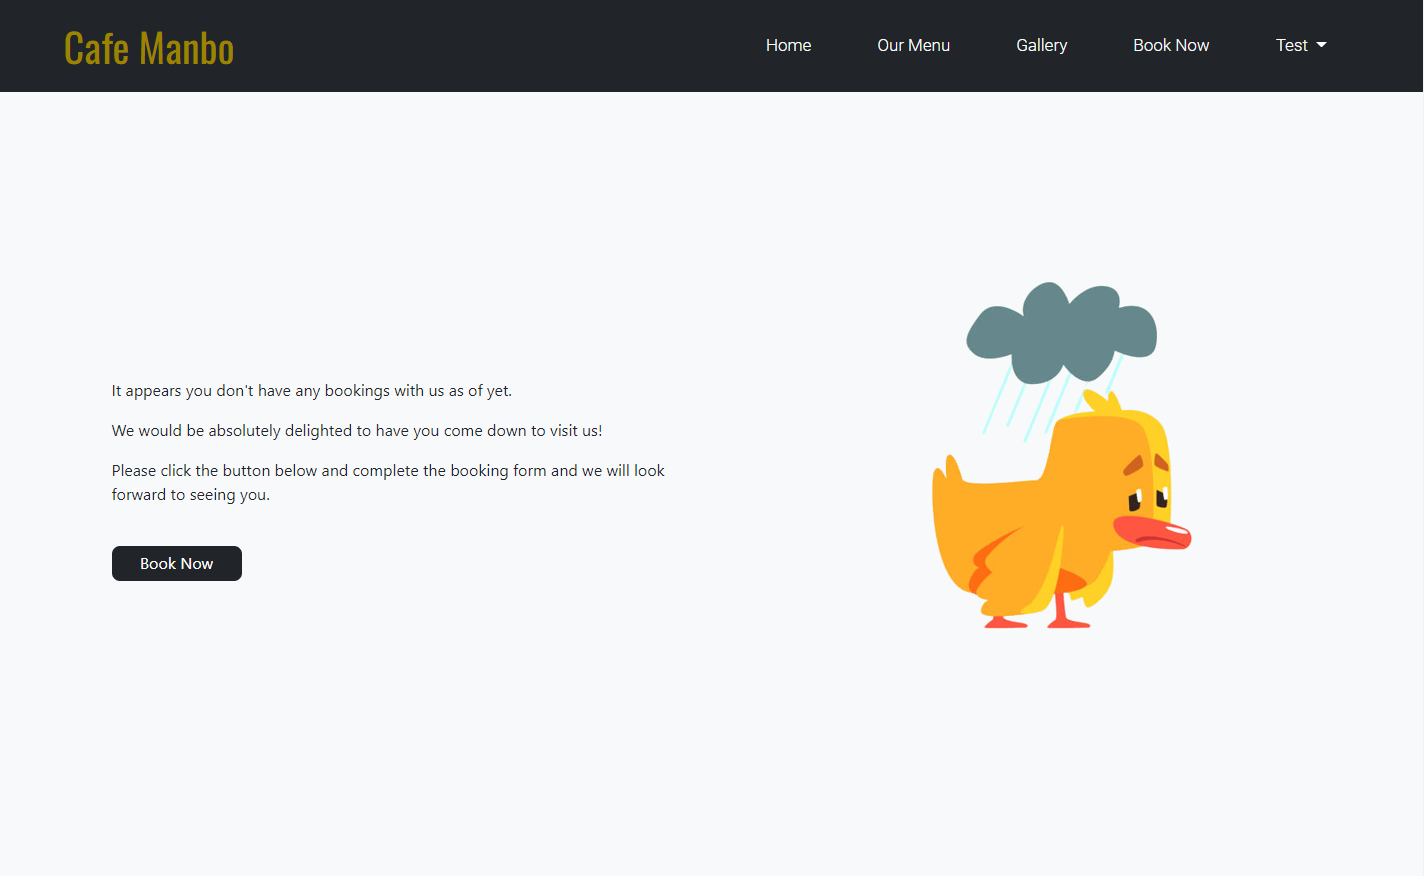 Cafe Manbo
Home
Our Menu
Gallery
Book Now
Test
It appears you don't have any bookings with us as of yet.
We would be absolutely delighted to have you come down to visit us!
Please click the button below and complete the booking form and we will look
forward to seeing you.
Book Now